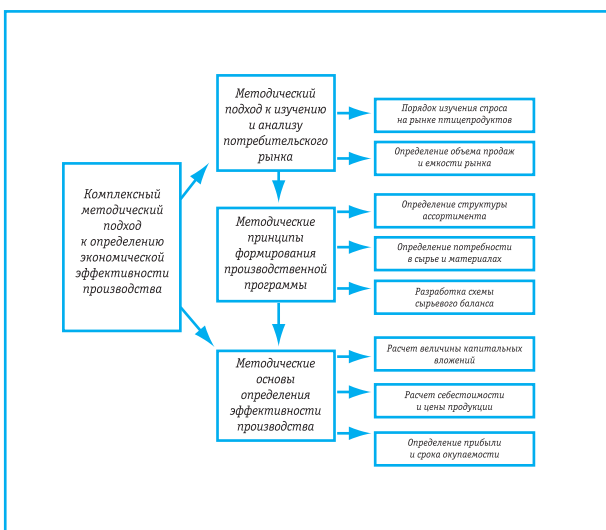 Комплексный
методический
подход
к определению
экономической
эффективности
производства
Методический
подход к изучению
и анализу
потребительского
рынка
Порядок изучения спроса
на рынке птицепродуктов
Определение объема продаж
и емкости рынка
Методические
принципы
формирования
производственной
программы
Определение структуры
ассортимента
Определение потребности
в сырье и материалах
Разработка схемы
сырьевого баланса
Методические
основы
определения
эффективности
производства
Расчет величины капитальных
вложений
Расчет себестоимости
и цены продукции
Определение прибыли
и срока окупаемости